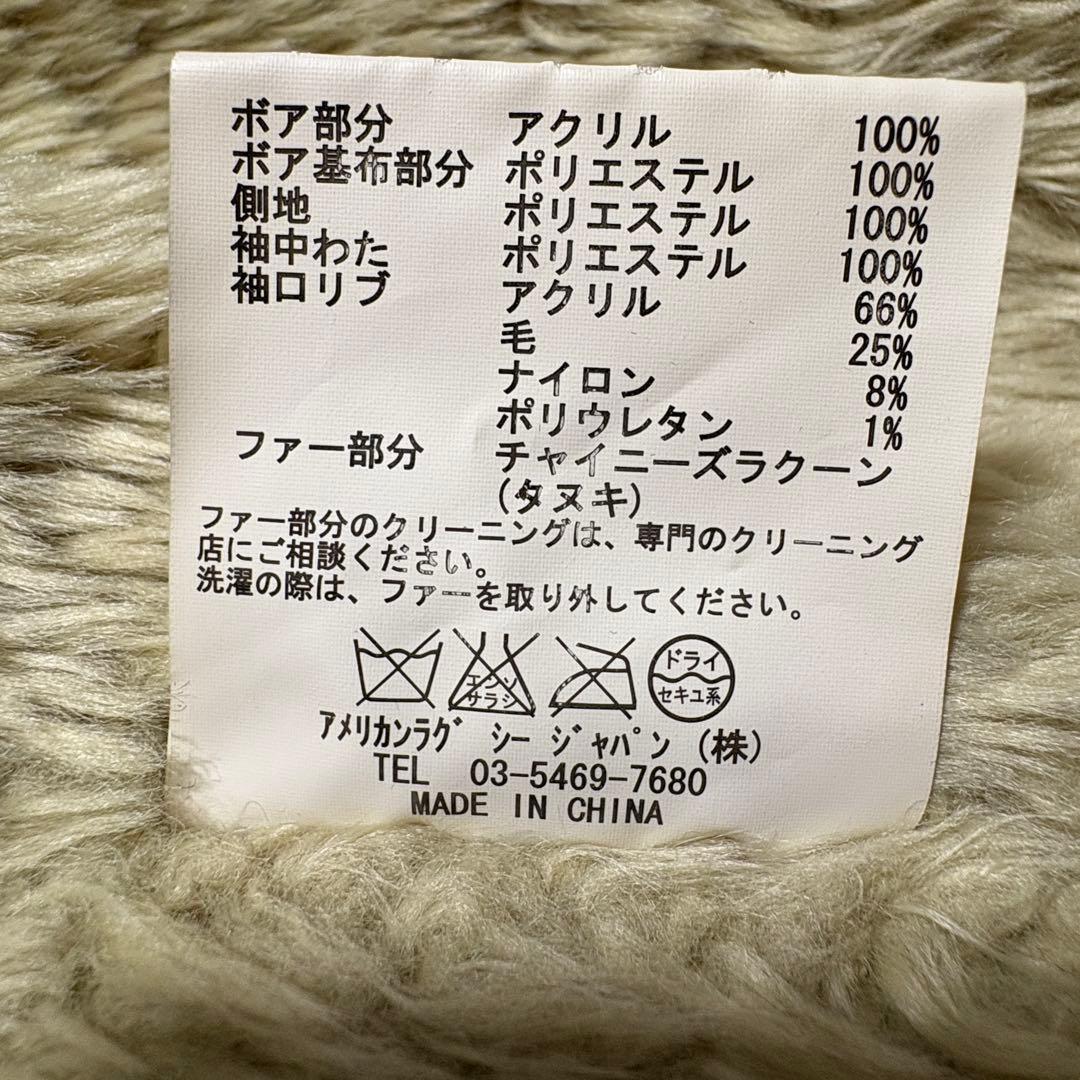 ボア部分 アクリル 100%
ボア基布部分 ポリエステル 100%
側地 ポリエステル 100%
袖中わた ポリエステル 100%
袖口リブ アクリル 66%
毛 25%
ナイロン 8%
ポリウレタン 1%
ファー部分 チャイニーズラクーン
(タヌキ)
ファー部分のクリーニングは、専門のクリーニング
店にご相談ください。
洗濯の際は、ファーを取り外してください。
エンソ
サラシ
ドライ
セキユ系
ｱﾒﾘｶﾝﾗｸﾞ ｼｰ ｼﾞｬﾊﾟﾝ (株)
TEL 03-5469-7680
MADE IN CHINA